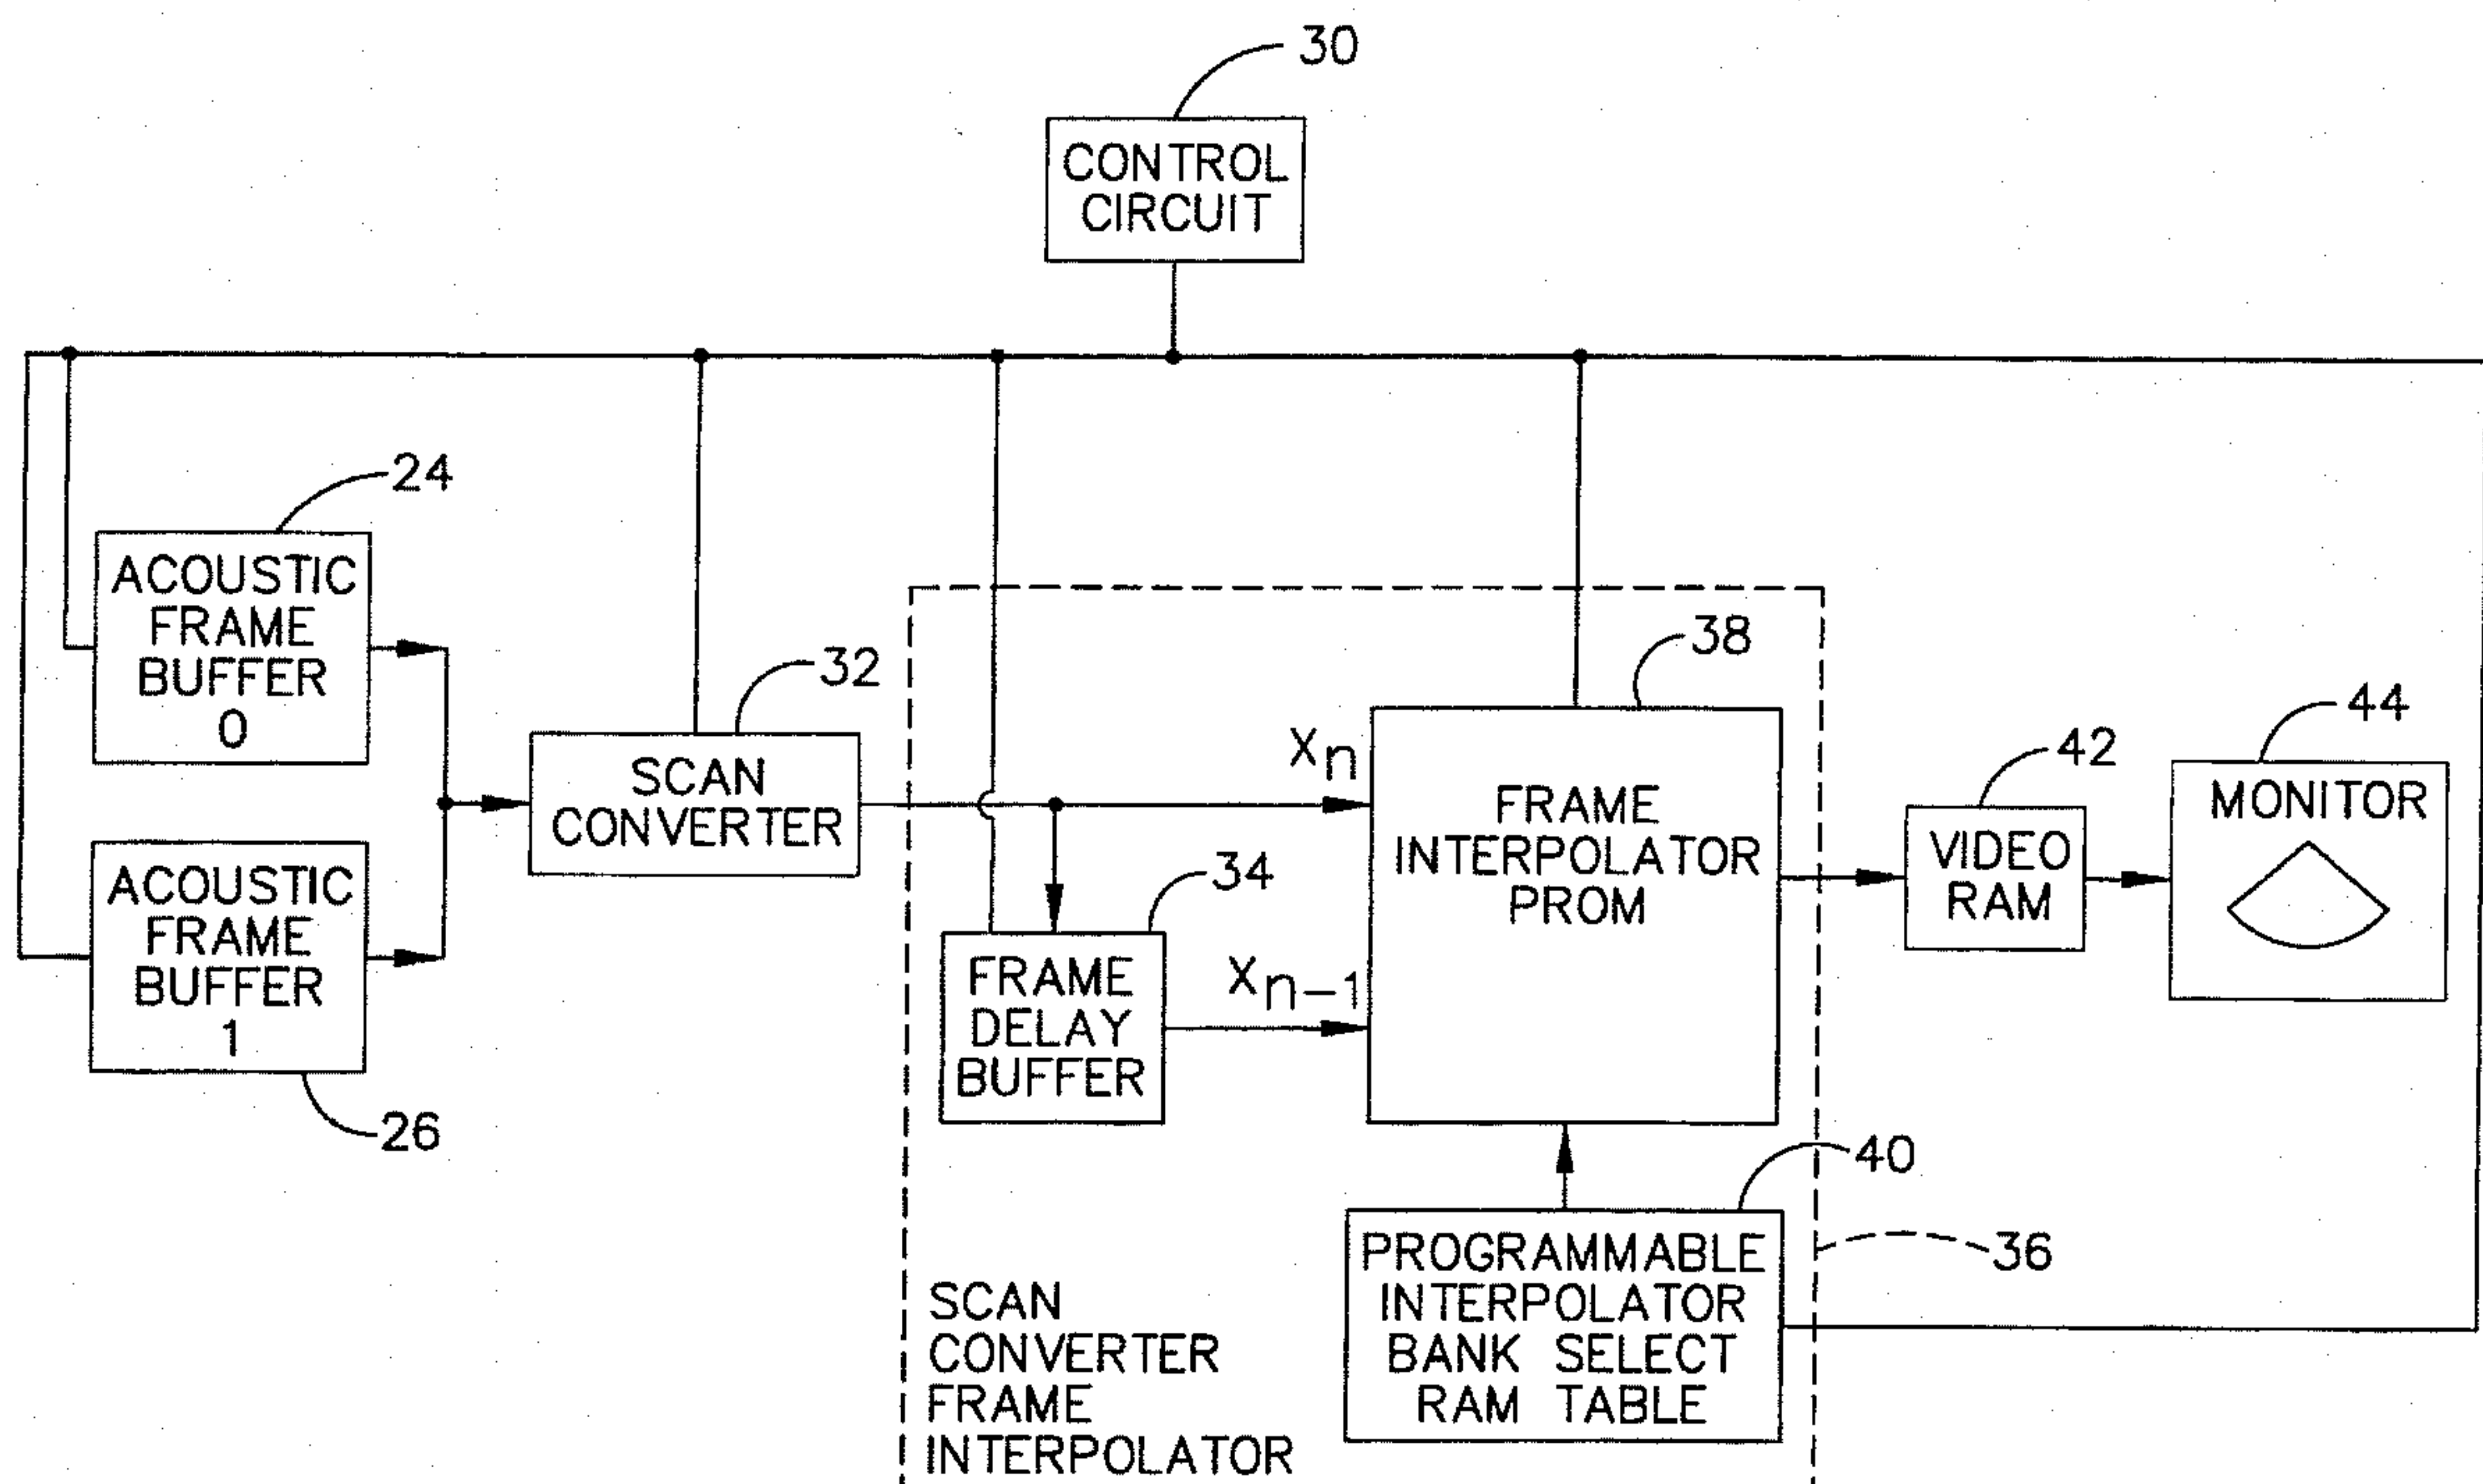 30
CONTROL
CIRCUIT
24
ACOUSTIC
FRAME
BUFFER
0
ACOUSTIC
FRAME
BUFFER
1
26
32
SCAN
CONVERTER
34
FRAME
DELAY
BUFFER
Xn
Xn-1
38
FRAME
INTERPOLATOR
PROM
40
PROGRAMMABLE
INTERPOLATOR
BANK SELECT
RAM TABLE
36
SCAN
CONVERTER
FRAME
INTERPOLATOR
42
VIDEO
RAM
44
MONITOR